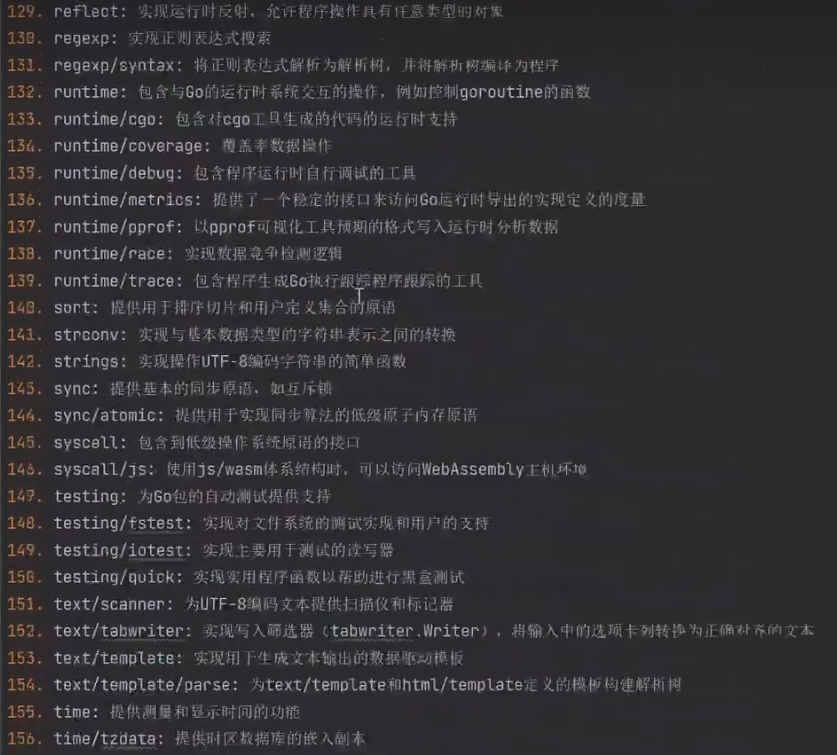 129. reflect: 实现运行时反射，允许程序操作具有任意类型的对象
130. regexp: 实现正则表达式搜索
131. regexp/syntax: 将正则表达式解析为解析树，并将解析树编译为程序
132. runtime: 包含与Go的运行时系统交互的操作，例如控制goroutine的函数
133. runtime/cgo: 包含对cgo工具生成的代码的运行时支持
134. runtime/coverage: 覆盖率数据操作
135. runtime/debug: 包含程序运行时自行调试的工具
136. runtime/metrics: 提供了一个稳定的接口来访问Go运行时导出的实现定义的度量
137. runtime/pprof: 以pprof可视化工具预期的格式写入运行时分析数据
138. runtime/race: 实现数据竞争检测逻辑
139. runtime/trace: 包含程序生成Go执行跟踪程序跟踪的工具
140. sort: 提供用于排序切片和用户定义集合的原语
141. strconv: 实现与基本数据类型的字符串表示之间的转换
142. strings: 实现操作UTF-8编码字符串的简单函数
143. sync: 提供基本的同步原语，如互斥锁
144. sync/atomic: 提供用于实现同步算法的低级原子内存原语
145. syscall: 包含到低级操作系统原语的接口
146. syscall/js: 使用js/wasm体系结构时，可以访问WebAssembly主机环境
147. testing: 为Go包的自动测试提供支持
148. testing/fstest: 实现对文件系统的测试实现和用户的支持
149. testing/iotest: 实现主要用于测试的读写器
150. testing/quick: 实现实用程序函数以帮助进行黑盒测试
151. text/scanner: 为UTF-8编码文本提供扫描仪和标记器
152. text/tabwriter: 实现写入筛选器（tabwriter.Writer），将输入中的选项卡列转换为正确对齐的文本
153. text/template: 实现用于生成文本输出的数据驱动模板
154. text/template/parse: 为text/template和html/template定义的模板构建解析树
155. time: 提供测量和显示时间的功能
156. time/tzdata: 提供时区数据库的嵌入副本